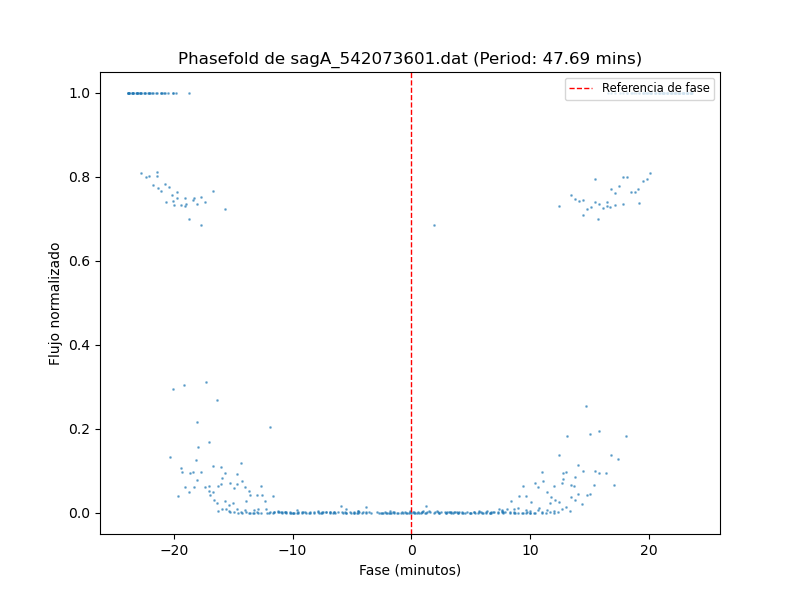 Phasefold de sagA_542073601.dat (Period: 47.69 mins)
Referencia de fase
Flujo normalizado
1.0
0.8
0.6
0.4
0.2
0.0
−20
−10
0
10
20
Fase (minutos)